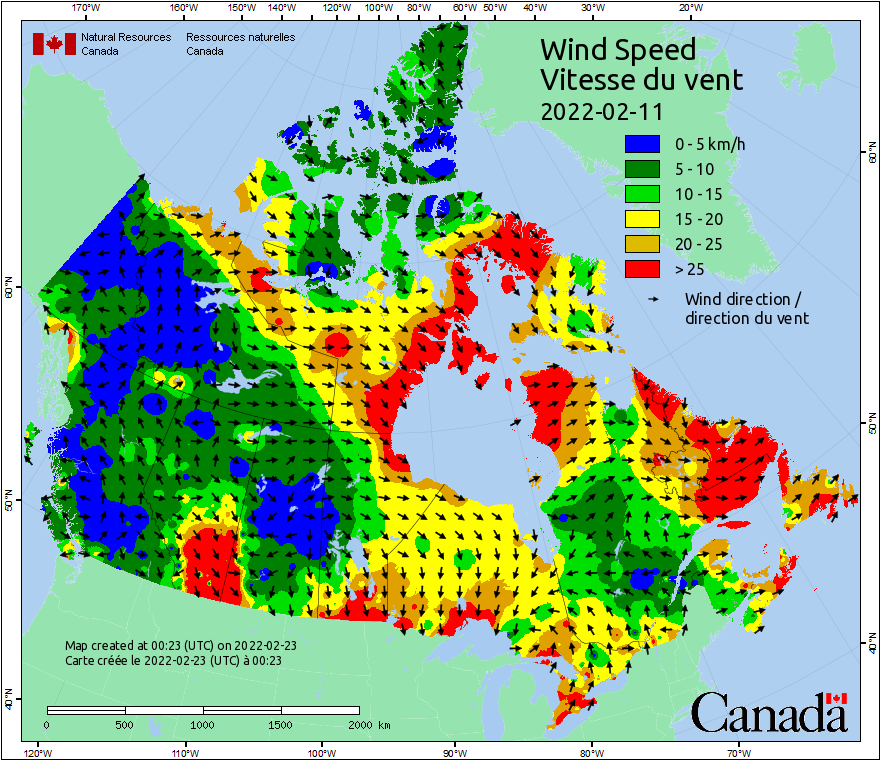 170°W 160°W 150°W 140°W 130°W 120°W 110°W 100°W 90°W 80°W 70°W 60°W 50°W 40°W 30°W 20°W
Natural Resources Ressources naturelles
Canada Canada
Wind Speed
Vitesse du vent
2022-02-11
0 - 5 km/h
5 - 10
10 - 15
15 - 20
20 - 25
> 25
Wind direction /
direction du vent
60°N
60°N
50°N
50°N
40°N
40°N
Map created at 00:23 (UTC) on 2022-02-23
Carte créée le 2022-02-23 (UTC) à 00:23
0 500 1000 1500 2000 km
Canada
120°W 110°W 100°W 90°W 80°W 70°W